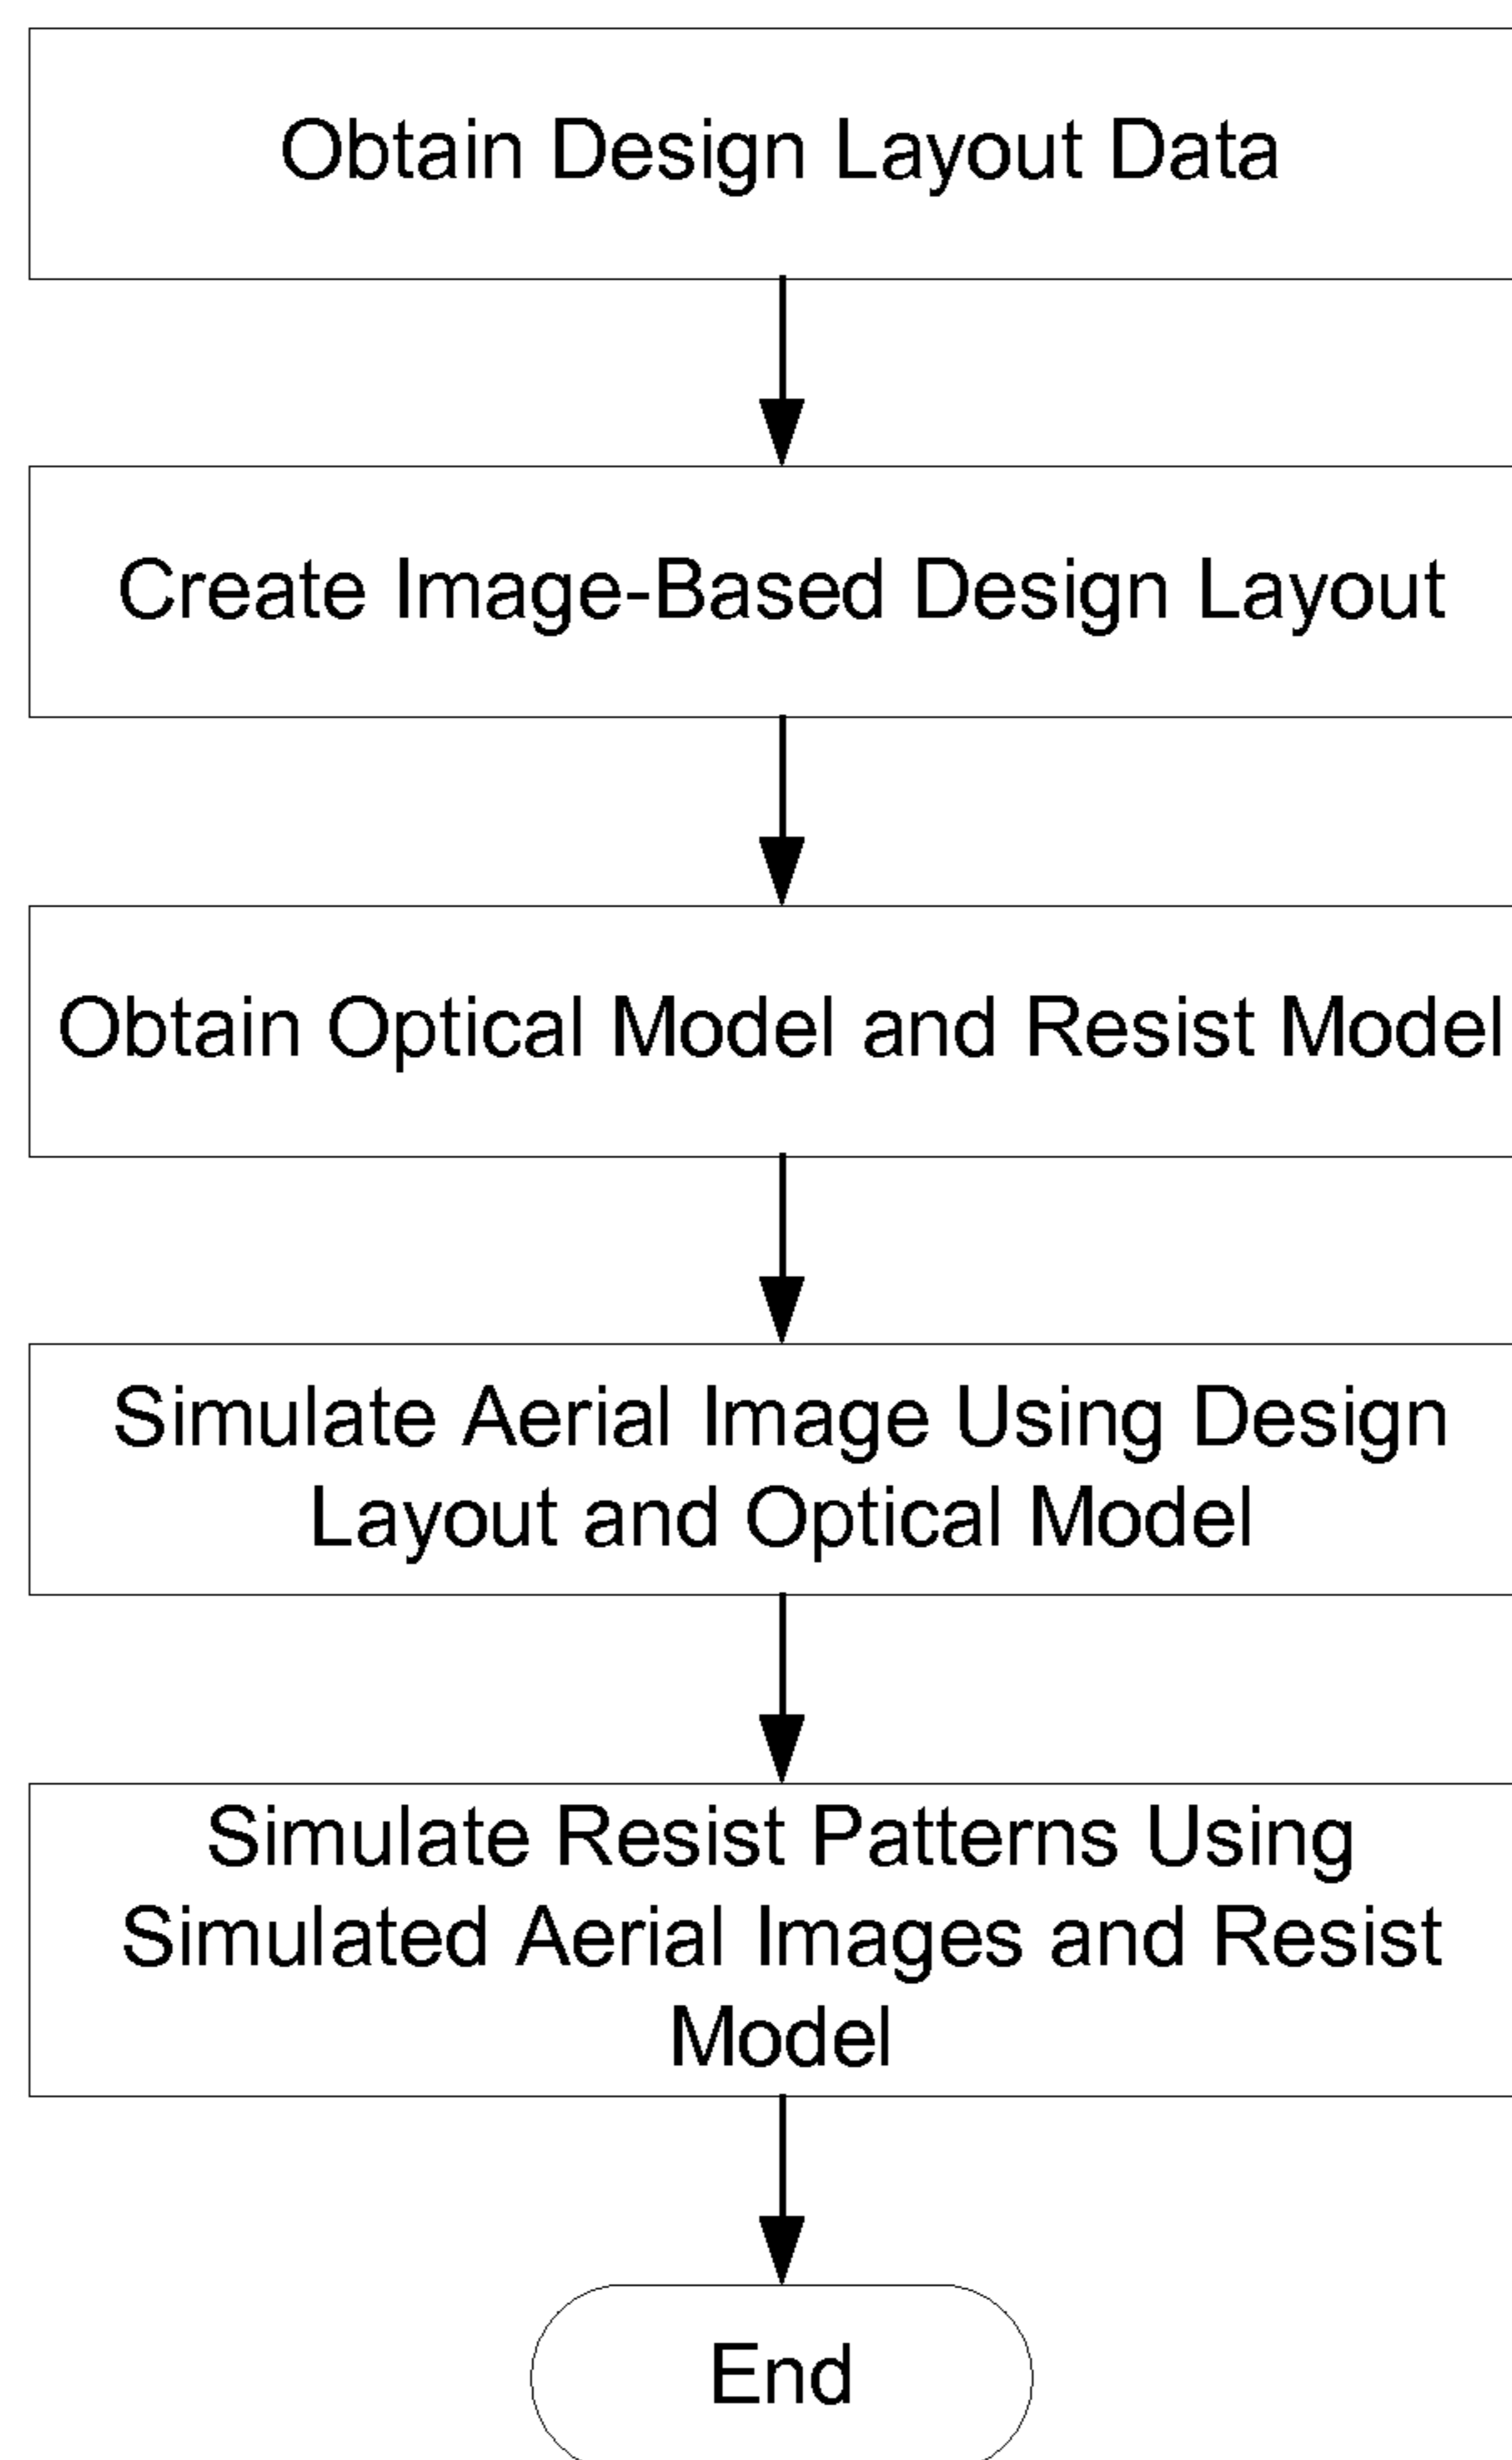 Obtain Design Layout Data
Create Image-Based Design Layout
Obtain Optical Model and Resist Model
Simulate Aerial Image Using Design
Layout and Optical Model
Simulate Resist Patterns Using
Simulated Aerial Images and Resist
Model
End